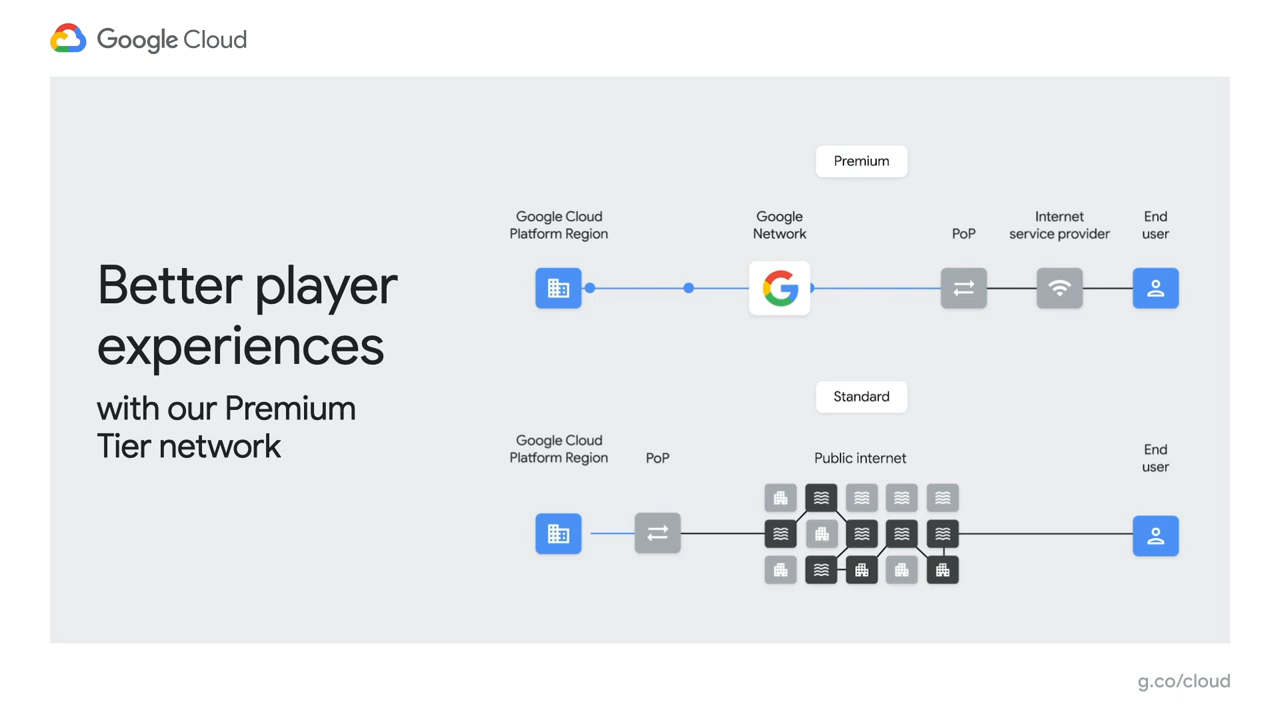 Google Cloud
Better player
experiences
with our Premium
Tier network
Premium
Google Cloud
Platform Region
Google
Network
PoP
Internet
service provider
End
user
Standard
Google Cloud
Platform Region
PoP
Public internet
End
user
g.co/cloud